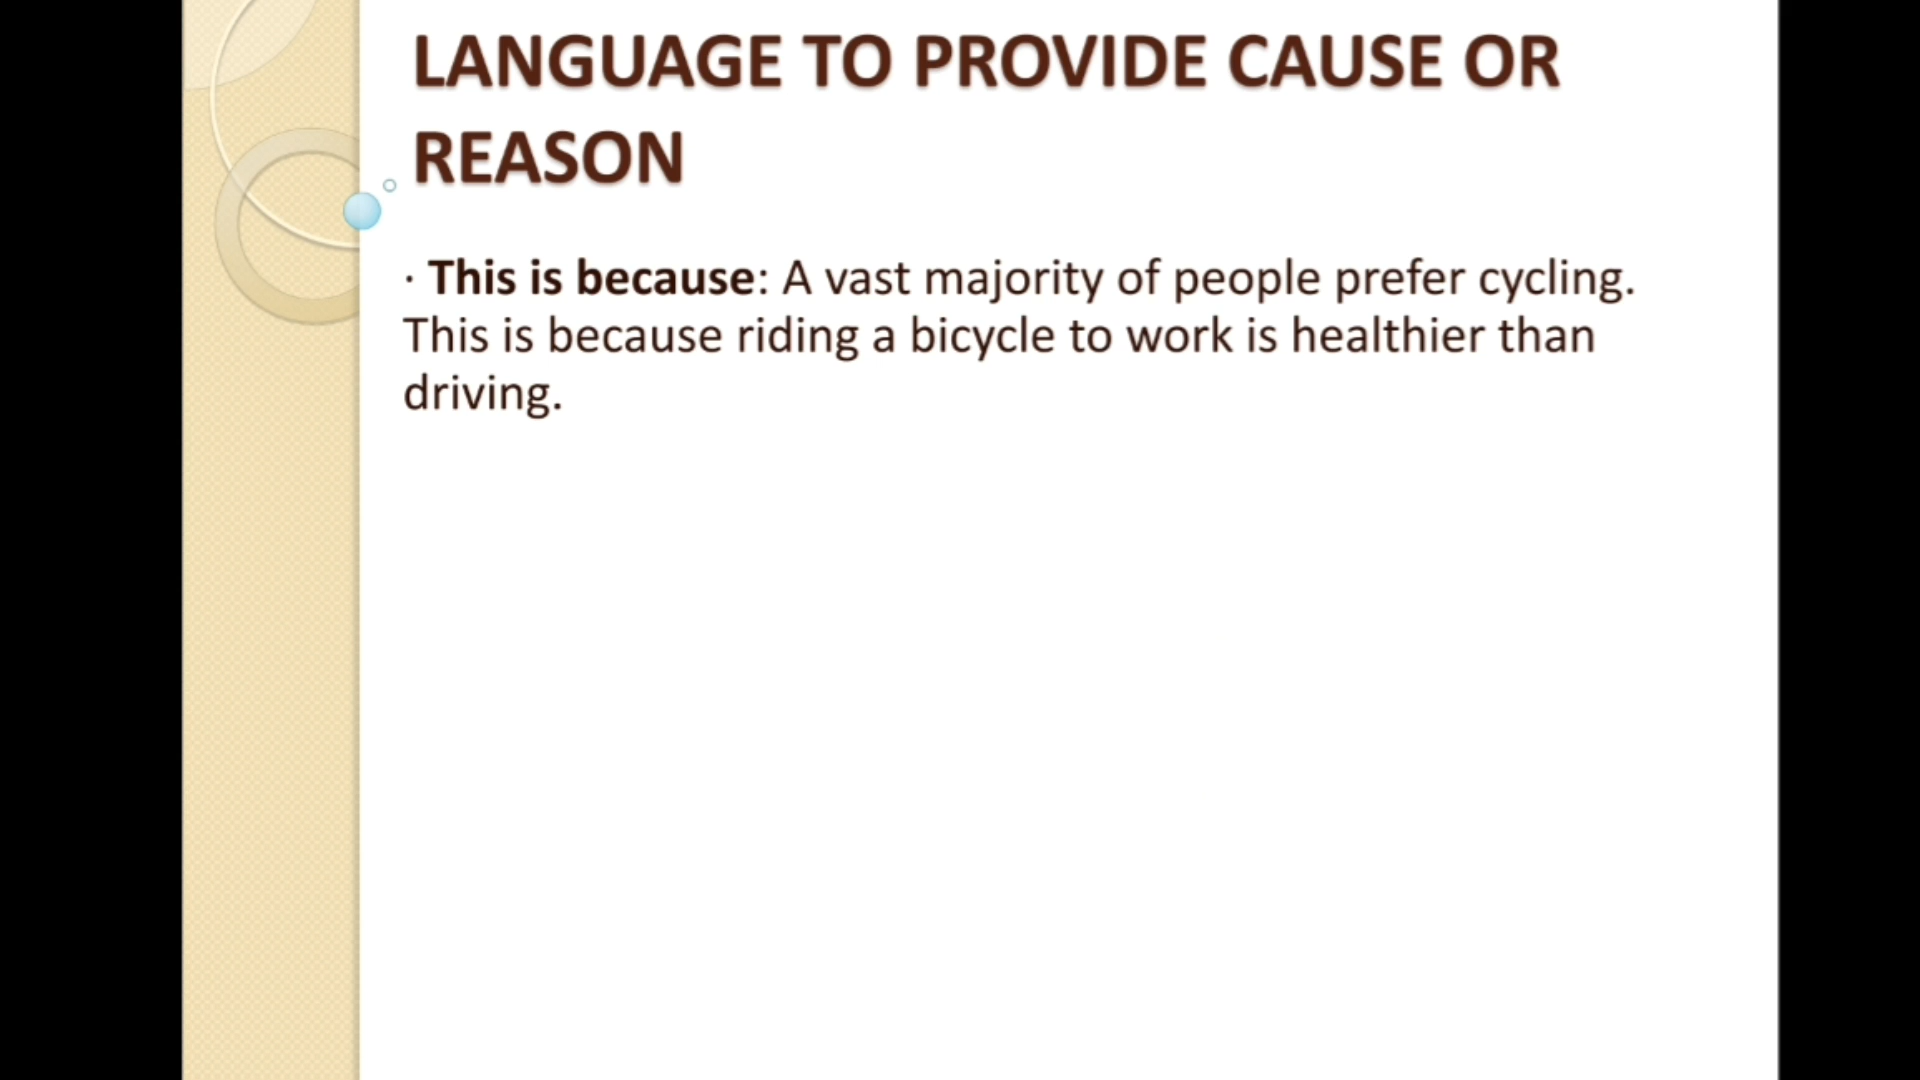 LANGUAGE TO PROVIDE CAUSE OR
REASON
· This is because: A vast majority of people prefer cycling.
This is because riding a bicycle to work is healthier than
driving.